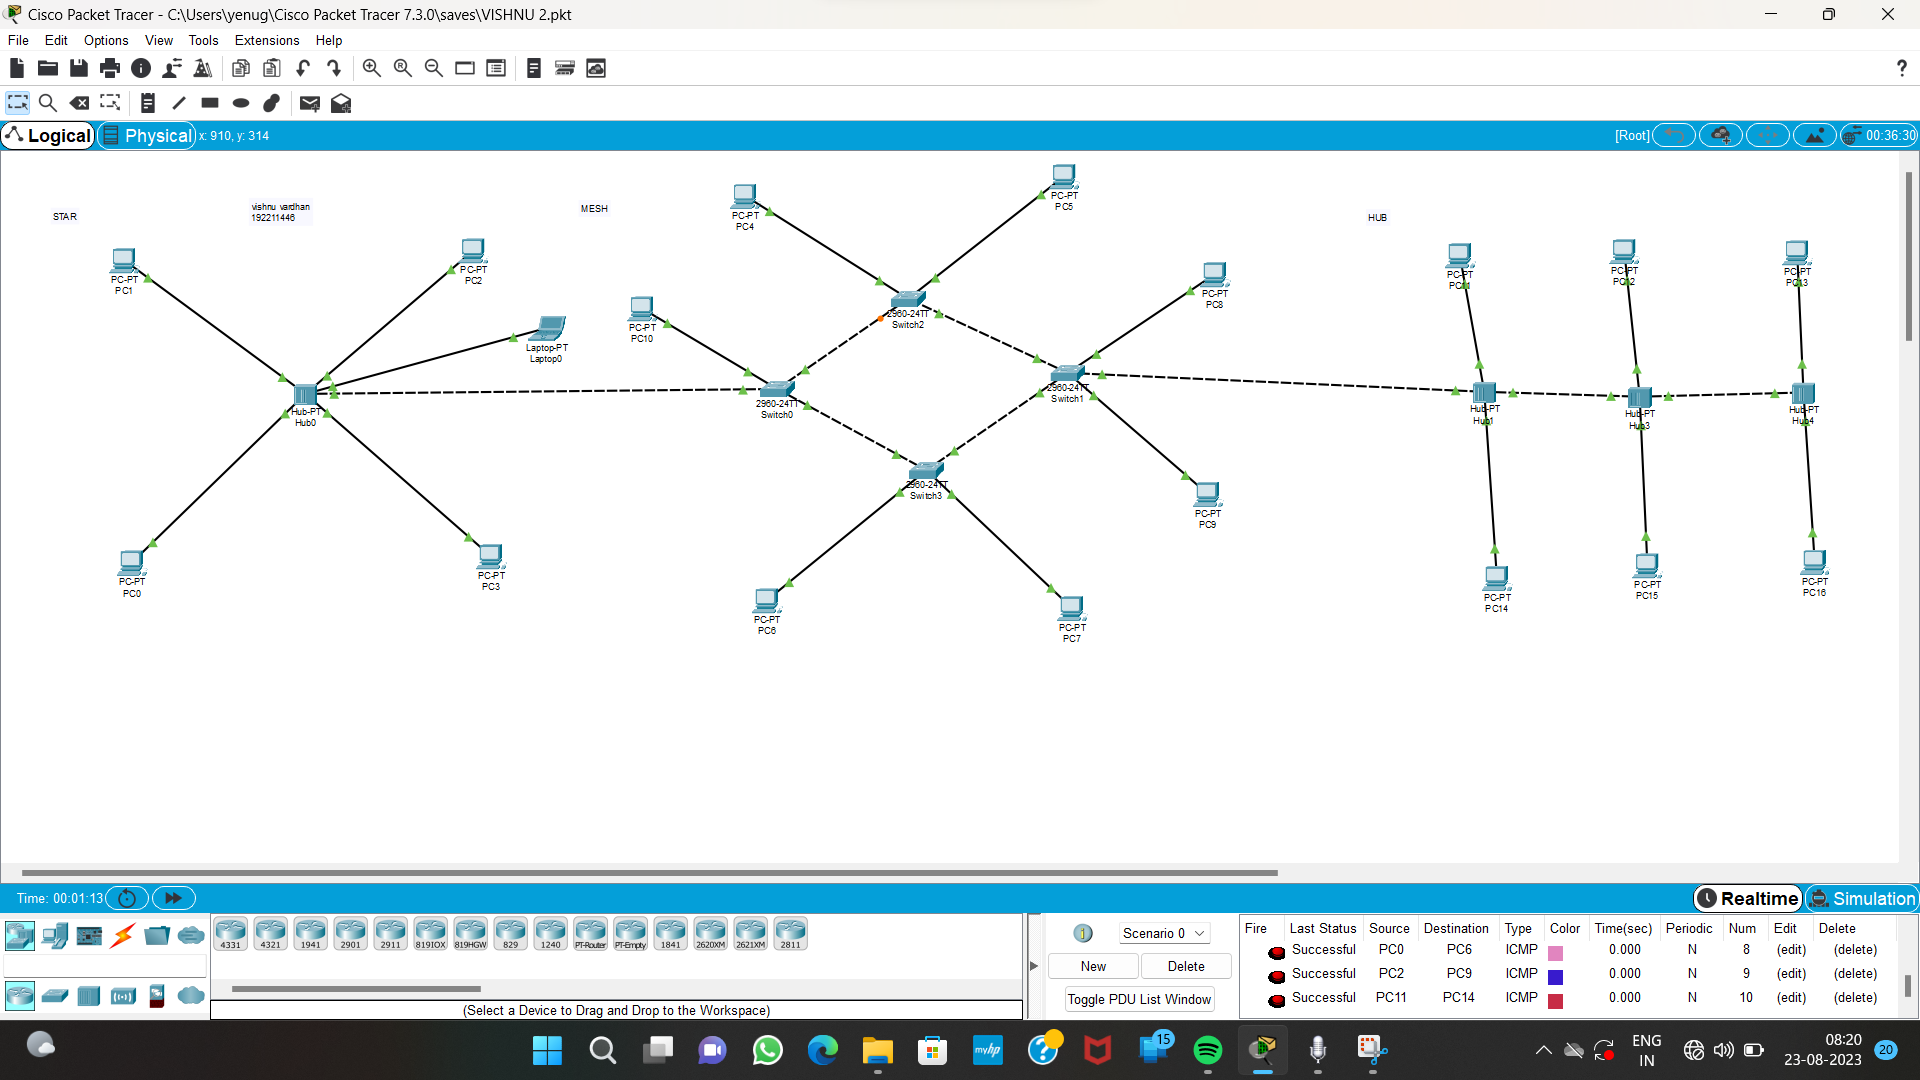 Cisco Packet Tracer - C:\Users\yenug\Cisco Packet Tracer 7.3.0\saves\VISHNU 2.pkt
File Edit Options View Tools Extensions Help
Logical Physical x: 910, y: 314 [Root] 00:36:30
STAR
vishnu vardhan
192211446
MESH
HUB
PC-PT
PC1
PC-PT
PC2
Laptop-PT
Laptop0
Hub-PT
Hub0
PC-PT
PC0
PC-PT
PC3
PC-PT
PC4
PC-PT
PC5
PC-PT
PC10
2960-24TT
Switch2
PC-PT
PC8
2960-24TT
Switch0
2960-24TT
Switch1
2960-24TT
Switch3
PC-PT
PC9
PC-PT
PC6
PC-PT
PC7
PC-PT
PC11
PC-PT
PC12
PC-PT
PC13
Hub-PT
Hub1
Hub-PT
Hub3
Hub-PT
Hub4
PC-PT
PC14
PC-PT
PC15
PC-PT
PC16
Time: 00:01:13 Realtime Simulation
4331 4321 1941 2901 2911 819IOX 819HGW 829 1240 PT-Router PT-Empty 1841 2620XM 2621XM 2811
(Select a Device to Drag and Drop to the Workspace)
Scenario 0
New Delete
Toggle PDU List Window
Fire Last Status Source Destination Type Color Time(sec) Periodic Num Edit Delete
Successful PC0 PC6 ICMP 0.000 N 8 (edit) (delete)
Successful PC2 PC9 ICMP 0.000 N 9 (edit) (delete)
Successful PC11 PC14 ICMP 0.000 N 10 (edit) (delete)
myhp
15
ENG
IN
08:20
23-08-2023
20